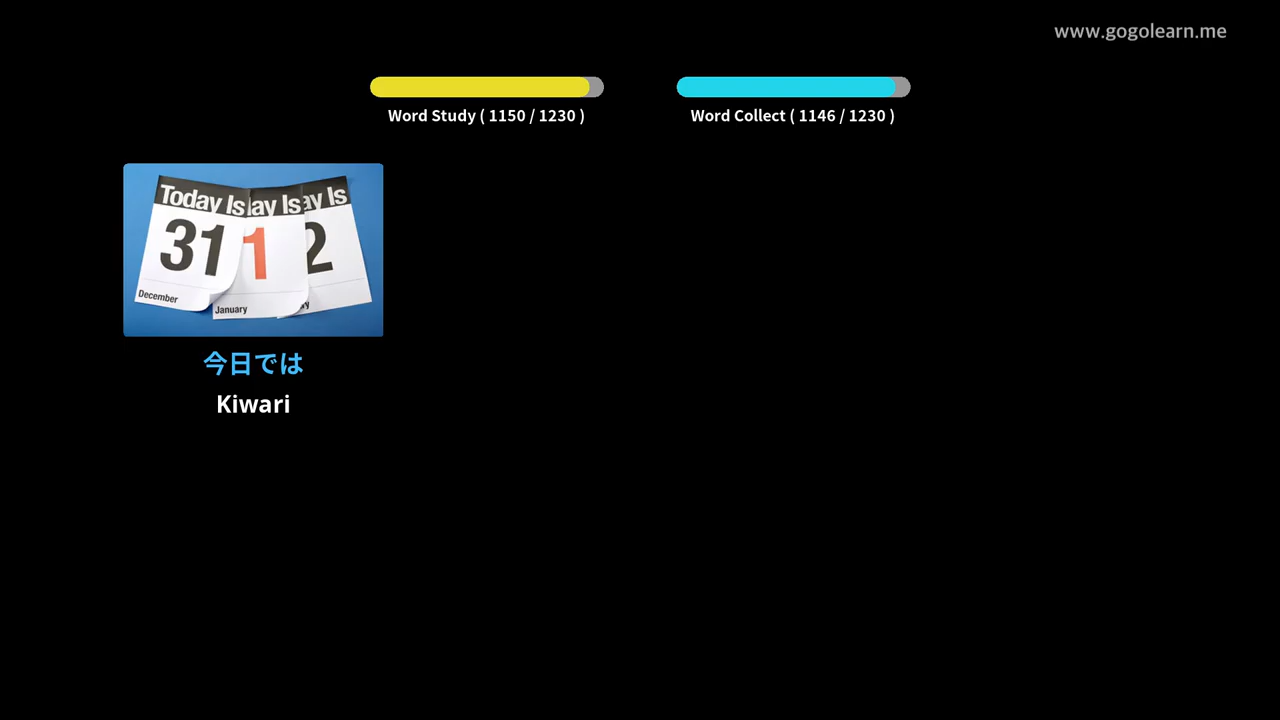 www.gogolearn.me
Word Study ( 1150 / 1230 )
Word Collect ( 1146 / 1230 )
Today Is
ay Is
ay Is
31
1
2
December
January
今日では
Kiwari